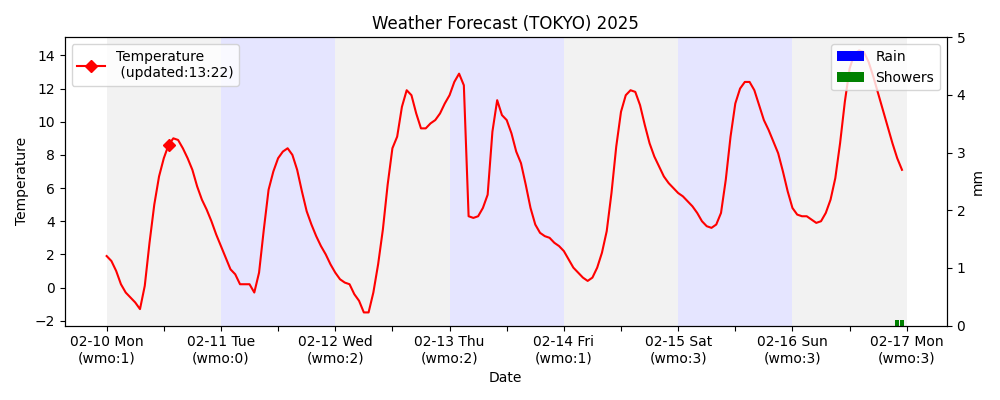 Weather Forecast (TOKYO) 2025
Temperature
(updated:13:22)
Rain
Showers
Temperature
14
12
10
8
6
4
2
0
−2
5
4
3
2
1
0
mm
02-10 Mon
(wmo:1)
02-11 Tue
(wmo:0)
02-12 Wed
(wmo:2)
02-13 Thu
(wmo:2)
02-14 Fri
(wmo:1)
02-15 Sat
(wmo:3)
02-16 Sun
(wmo:3)
02-17 Mon
(wmo:3)
Date